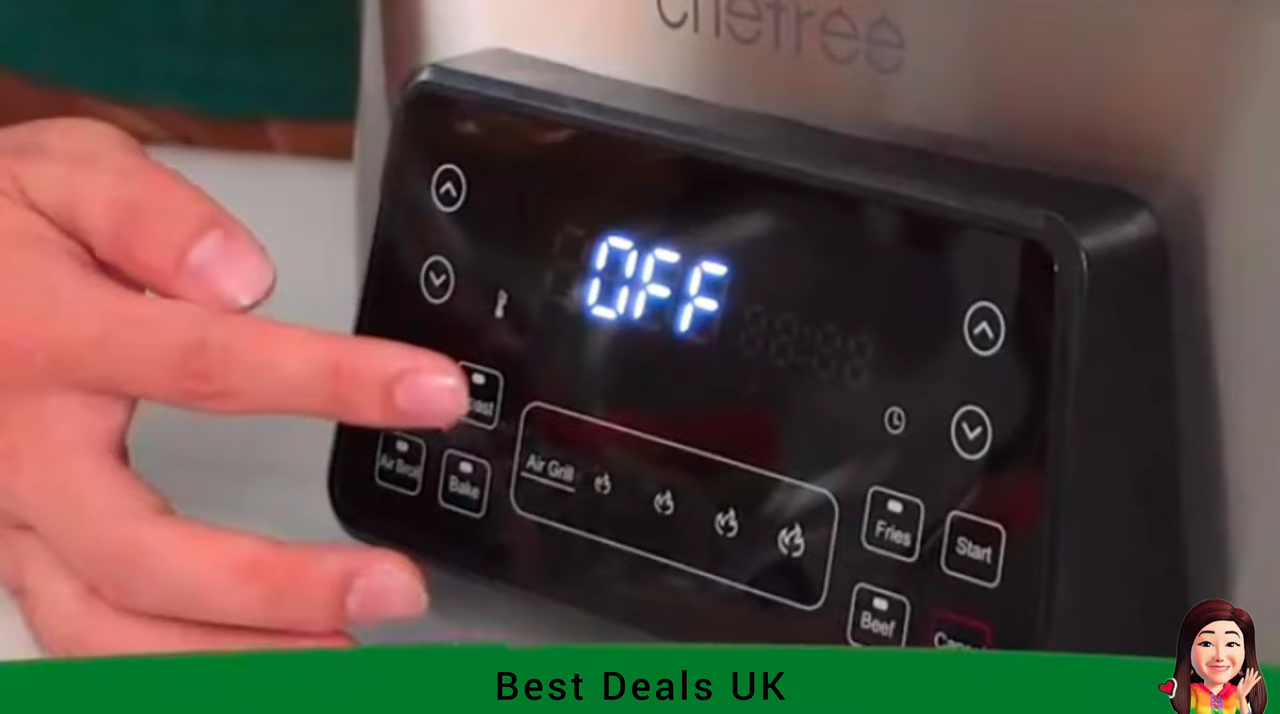 chefree
OFF
Air Grill
Air Broil
Bake
Fries
Start
Beef
Best Deals UK